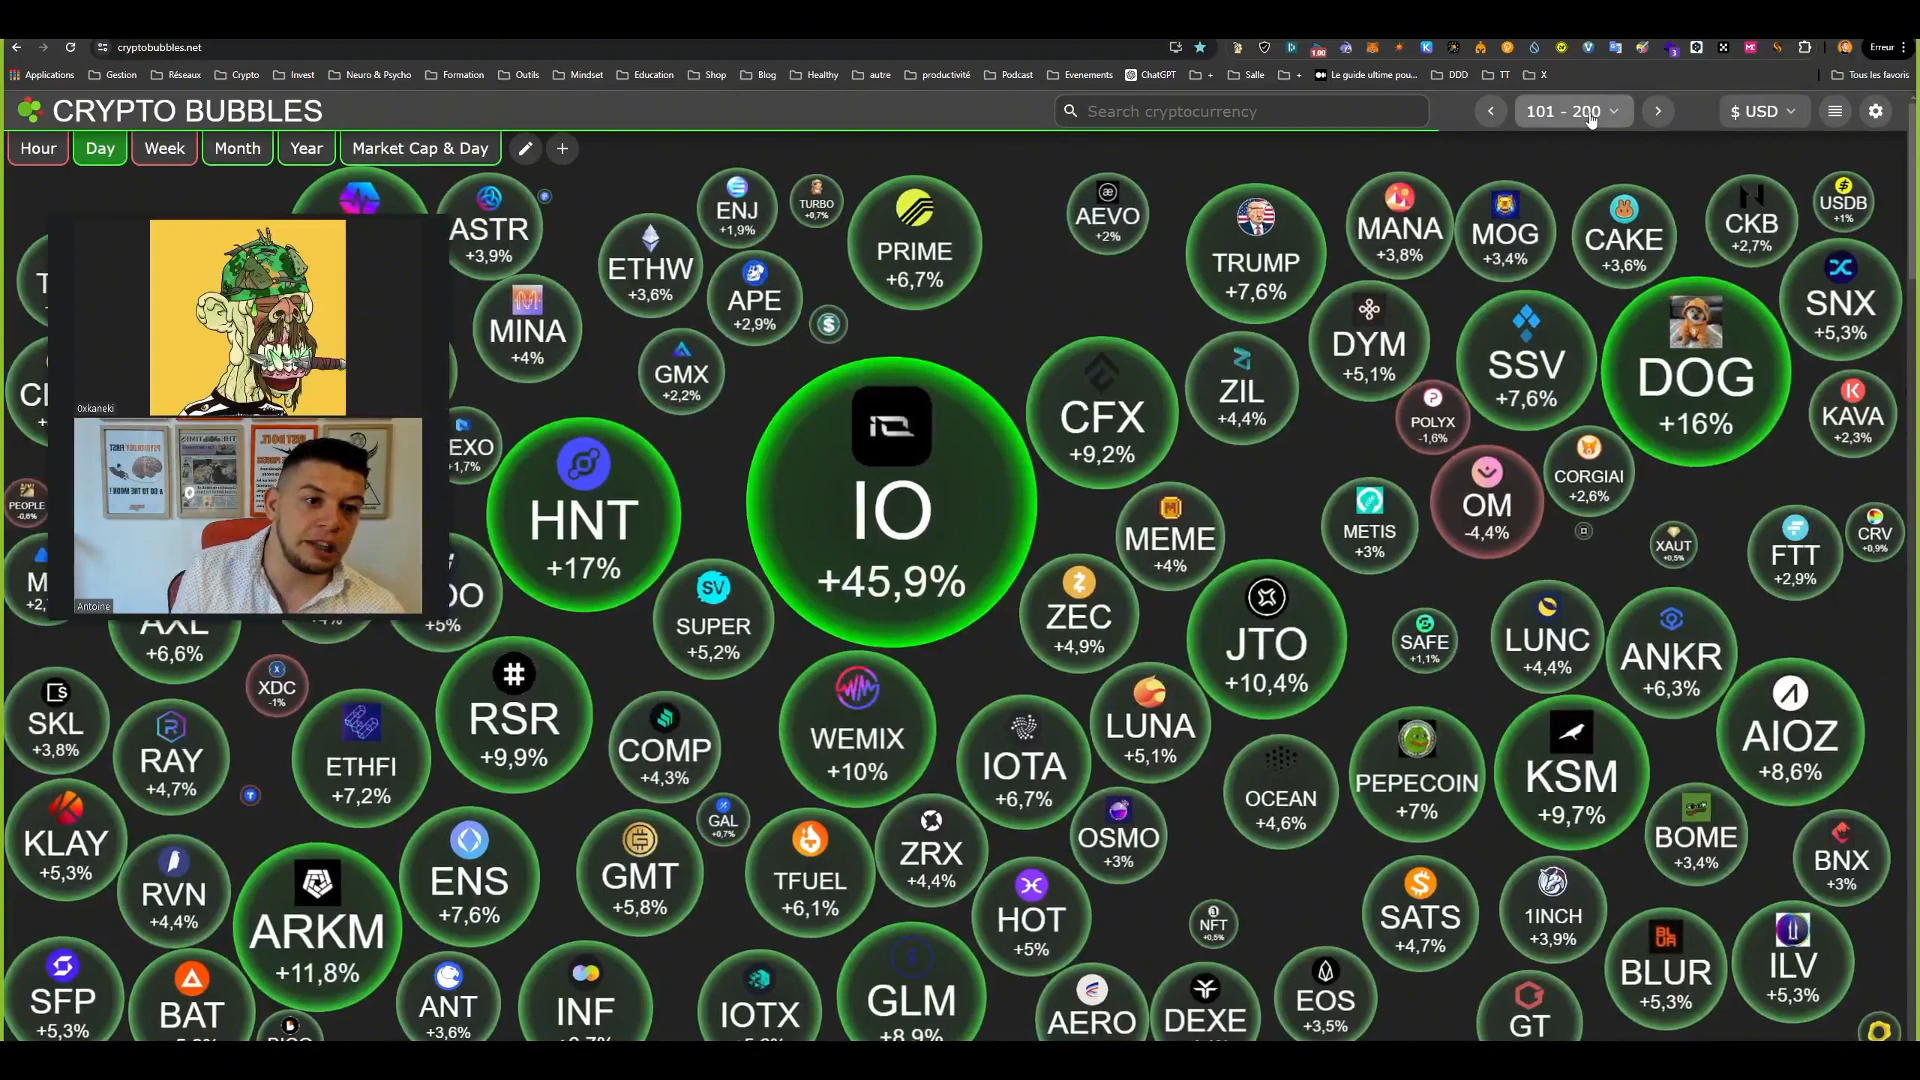 cryptobubbles.net
Erreur
Applications
Gestion
Réseaux
Crypto
Invest
Neuro & Psycho
Formation
Outils
Mindset
Education
Shop
Blog
Healthy
autre
productivité
Podcast
Evenements
ChatGPT
+
Salle
+
Le guide ultime pou...
DDD
TT
X
Tous les favoris
CRYPTO BUBBLES
Search cryptocurrency
101 - 200
$ USD
Hour
Day
Week
Month
Year
Market Cap & Day
ASTR
+3,9%
ENJ
+1,9%
TURBO
+0,7%
PRIME
+6,7%
AEVO
+2%
TRUMP
+7,6%
MANA
+3,8%
MOG
+3,4%
CAKE
+3,6%
CKB
+2,7%
USDB
+1%
ETHW
+3,6%
APE
+2,9%
MINA
+4%
GMX
+2,2%
SNX
+5,3%
DYM
+5,1%
SSV
+7,6%
DOG
+16%
ZIL
+4,4%
CFX
+9,2%
POLYX
-1,6%
KAVA
+2,3%
0xkaneki
EXO
+1,7%
HNT
+17%
IO
+45,9%
MEME
+4%
METIS
+3%
OM
-4,4%
CORGIAI
+2,6%
XAUT
+0,5%
FTT
+2,9%
CRV
+0,9%
PEOPLE
-0,6%
Antoine
DO
+5%
SUPER
+5,2%
ZEC
+4,9%
JTO
+10,4%
SAFE
+1,1%
LUNC
+4,4%
ANKR
+6,3%
AXL
+6,6%
XDC
-1%
SKL
+3,8%
RAY
+4,7%
ETHFI
+7,2%
RSR
+9,9%
COMP
+4,3%
WEMIX
+10%
IOTA
+6,7%
LUNA
+5,1%
OCEAN
+4,6%
PEPECOIN
+7%
KSM
+9,7%
AIOZ
+8,6%
KLAY
+5,3%
RVN
+4,4%
ARKM
+11,8%
ENS
+7,6%
GMT
+5,8%
GAL
+0,7%
TFUEL
+6,1%
ZRX
+4,4%
OSMO
+3%
HOT
+5%
NFT
+0,5%
SATS
+4,7%
1INCH
+3,9%
BOME
+3,4%
BNX
+3%
SFP
+5,3%
BAT
ANT
+3,6%
INF
IOTX
GLM
+8,9%
AERO
DEXE
EOS
+3,5%
GT
BLUR
+5,3%
ILV
+5,3%